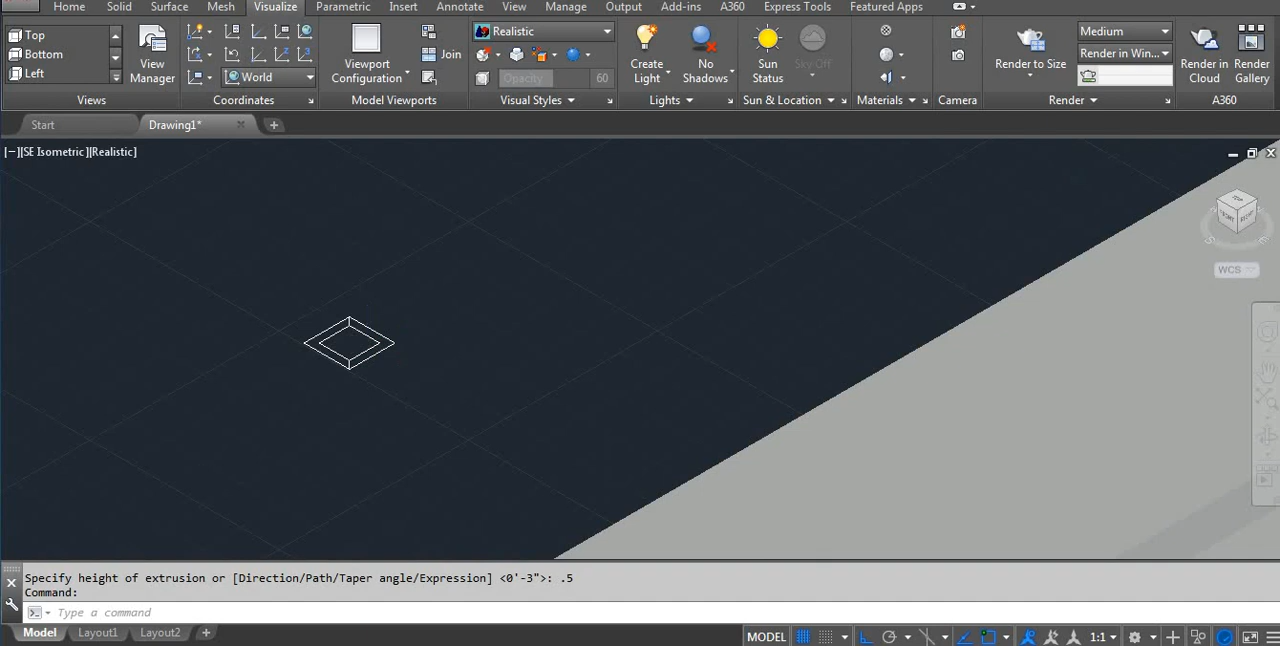 Home Solid Surface Mesh Visualize Parametric Insert Annotate View Manage Output Add-ins A360 Express Tools Featured Apps
Top
Bottom
Left
View
Manager
World
Viewport
Configuration
Join
Realistic
Opacity 60
Create
Light
No
Shadows
Sun
Status
Sky Off
Render to Size
Medium
Render in Win...
Render in
Cloud
Render
Gallery
Views Coordinates Model Viewports Visual Styles Lights Sun & Location Materials Camera Render A360
Start Drawing1*
[−][SE Isometric][Realistic]
TOP
FRONT RIGHT
S
WCS
Specify height of extrusion or [Direction/Path/Taper angle/Expression] <0'-3">: .5
Command:
Type a command
Model Layout1 Layout2
MODEL 1:1